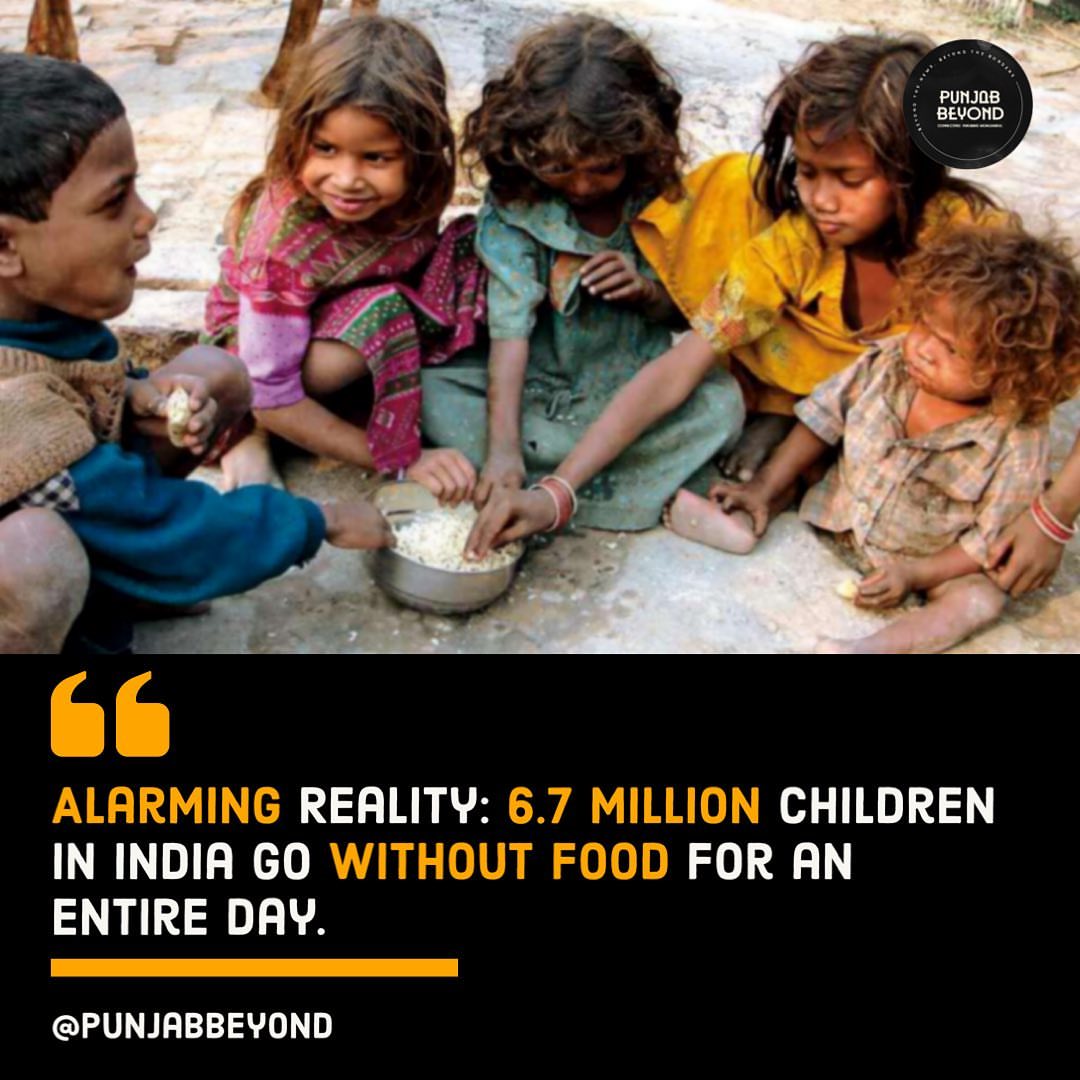 PUNJAB
BEYOND
ALARMING REALITY: 6.7 MILLION CHILDREN
IN INDIA GO WITHOUT FOOD FOR AN
ENTIRE DAY.
@PUNJABBEYOND